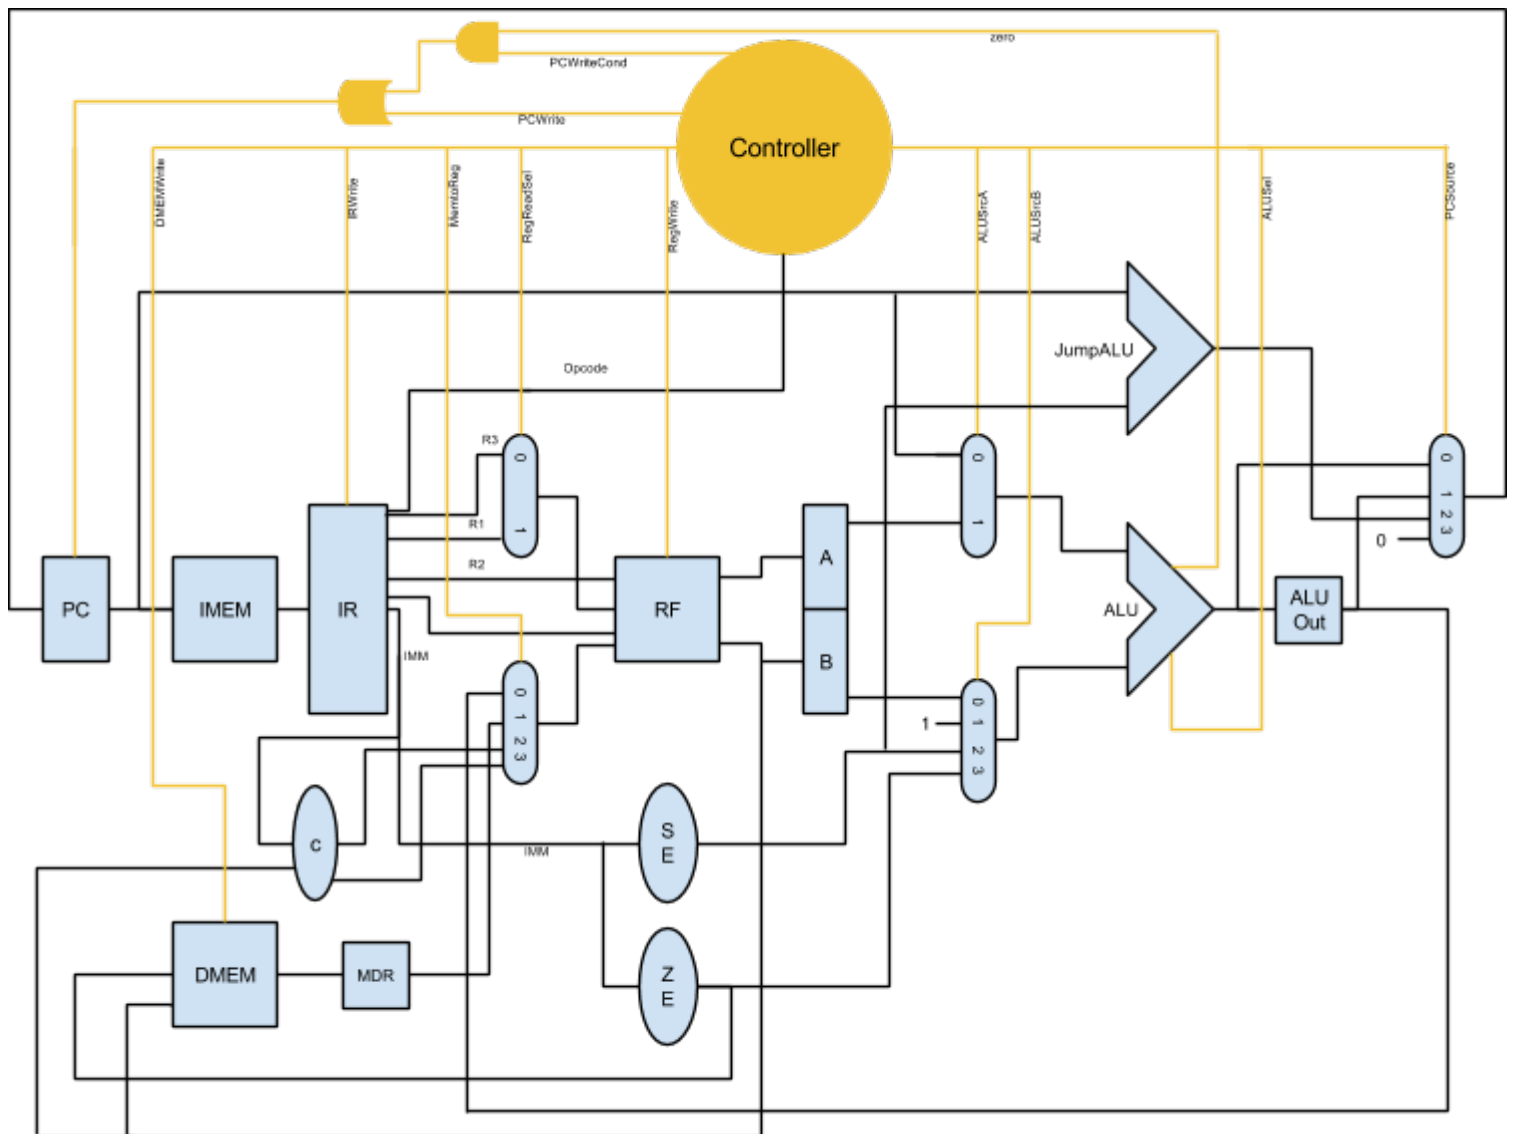 zero
PCWriteCond
PCWrite
Controller
DMEMWrite
IRWrite
MemtoReg
RegReadSel
RegWrite
ALUSrcA
ALUSrcB
ALUSel
PCSource
JumpALU
Opcode
R3
0
1
R1
R2
0
1
0
1
2
3
0
PC
IMEM
IR
RF
A
B
ALU
ALU
Out
IMM
0
1
2
3
0
1
2
3
1
C
S
E
IMM
DMEM
MDR
Z
E